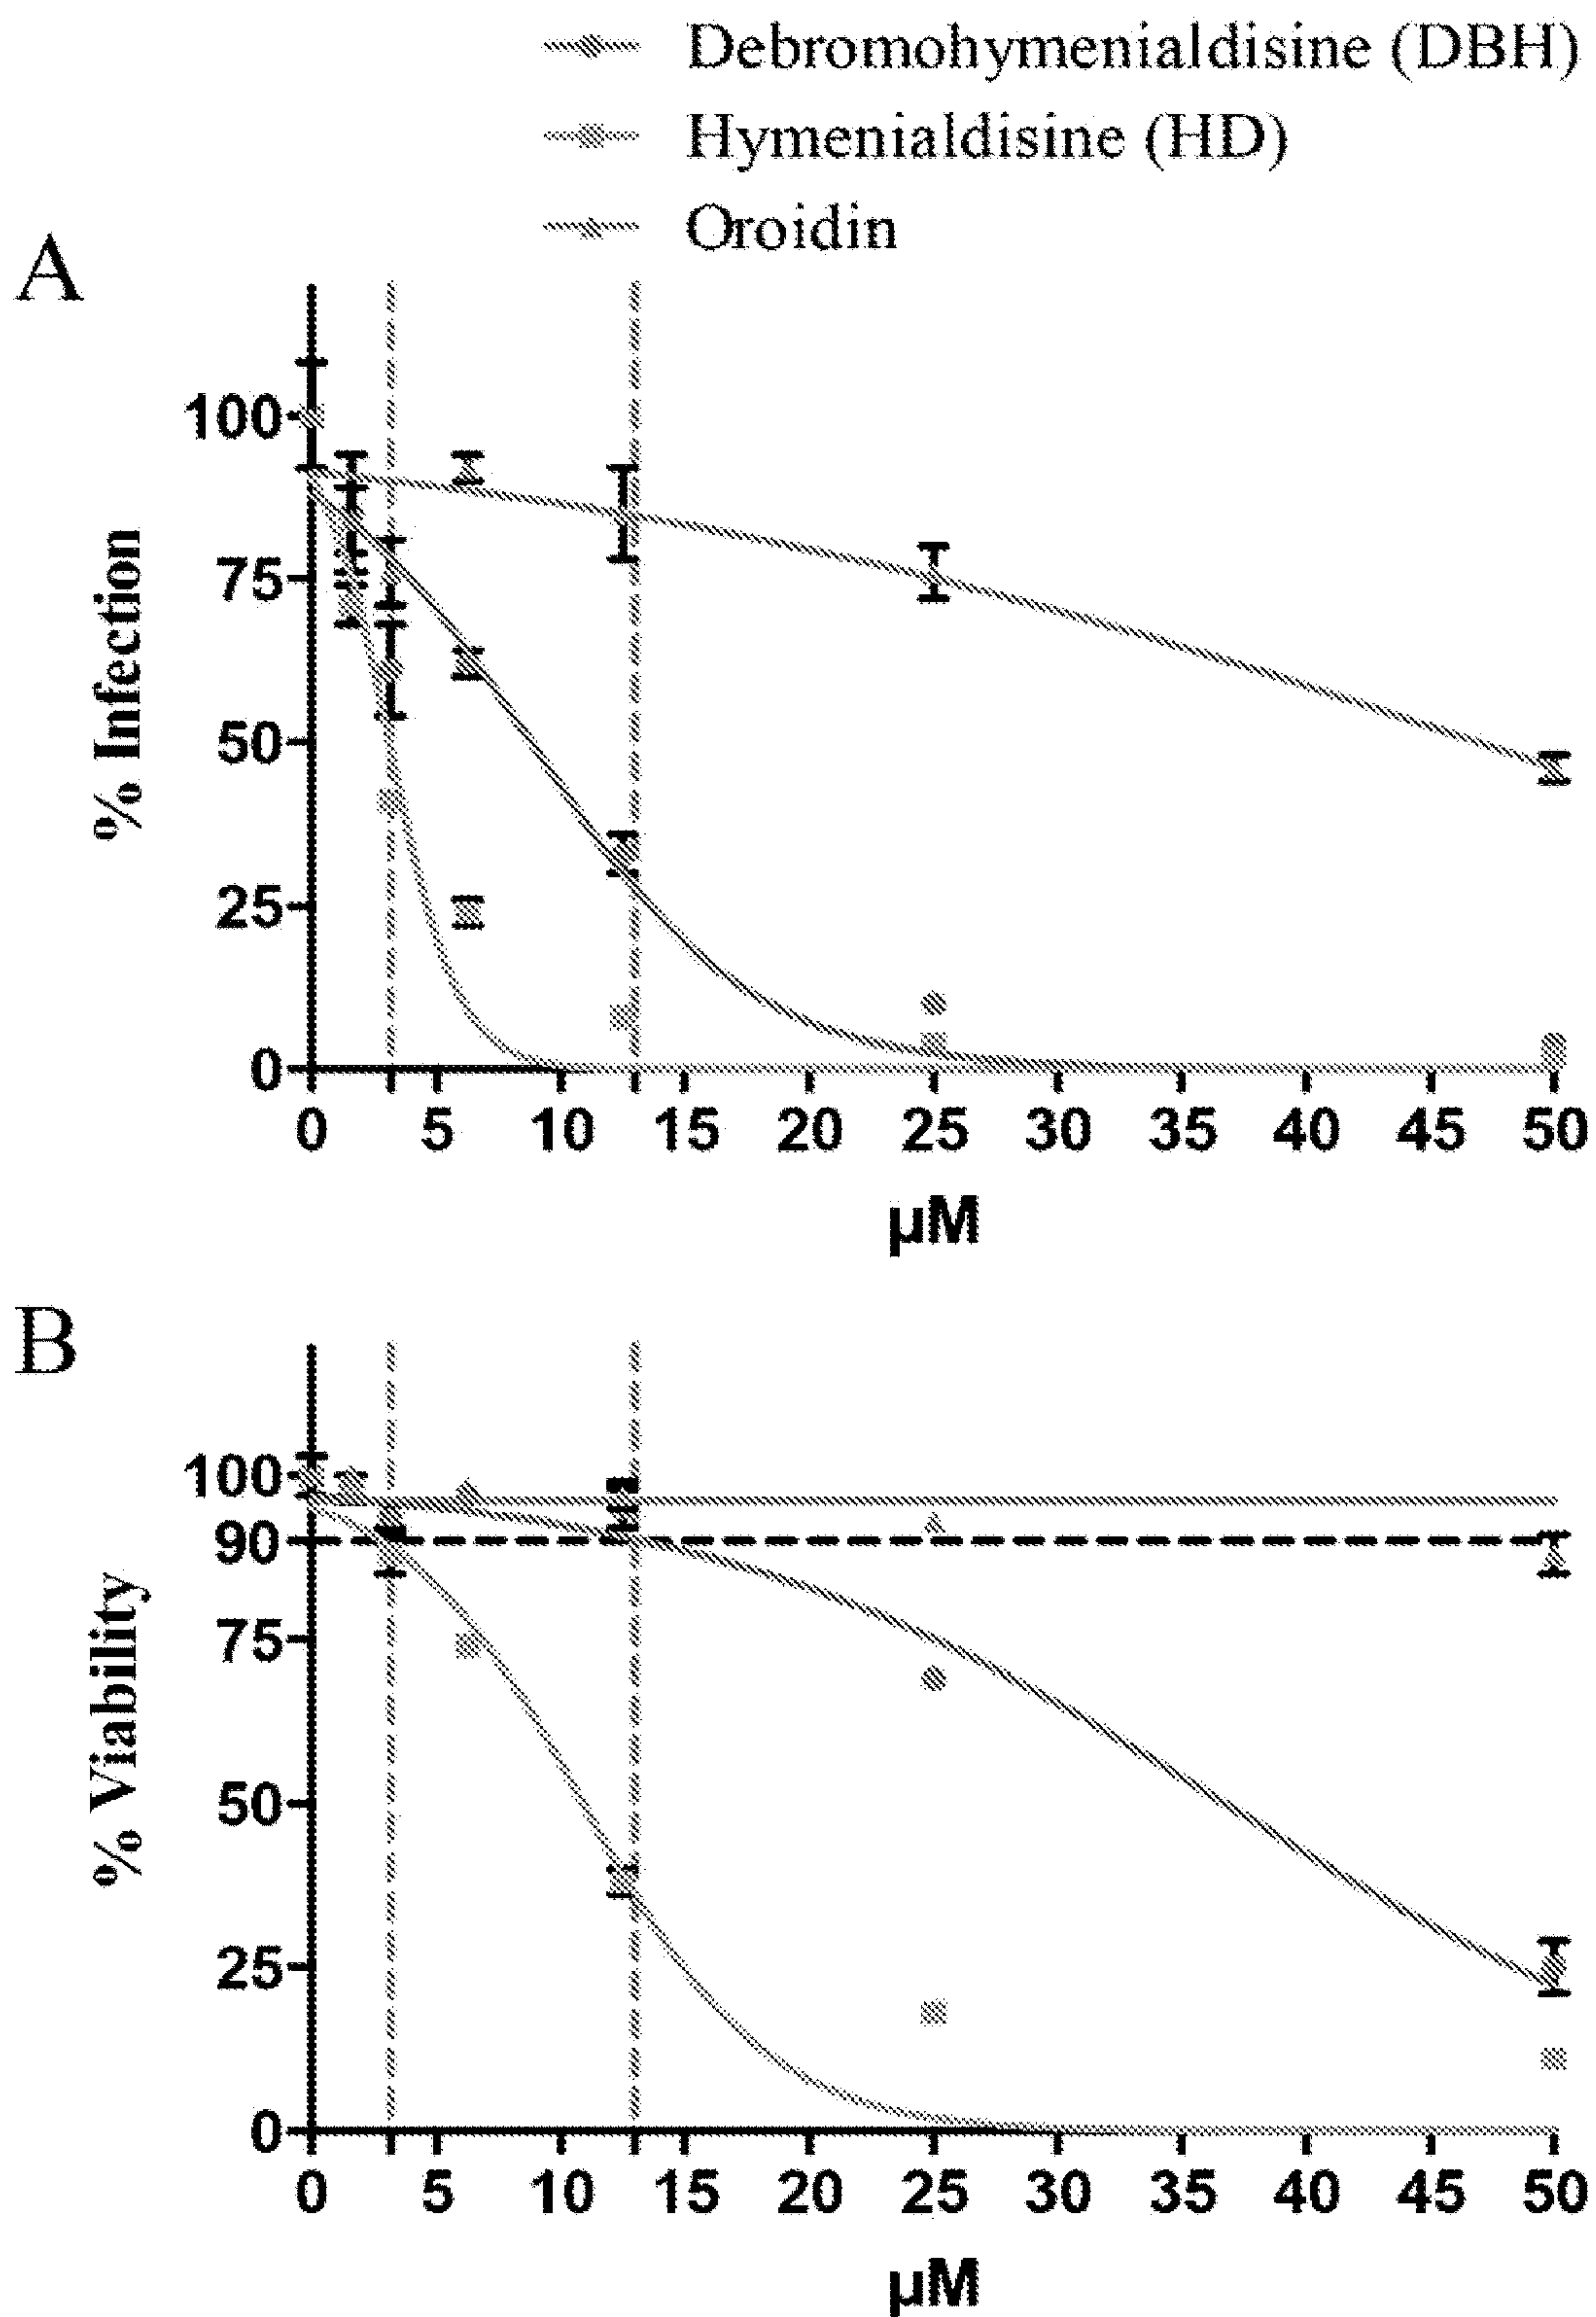 Debromohymenialdisine (DBH)
Hymenialdisine (HD)
Oroidin
A
% Infection
100
75
50
25
0
0 5 10 15 20 25 30 35 40 45 50
µM
B
% Viability
100
90
75
50
25
0
0 5 10 15 20 25 30 35 40 45 50
µM